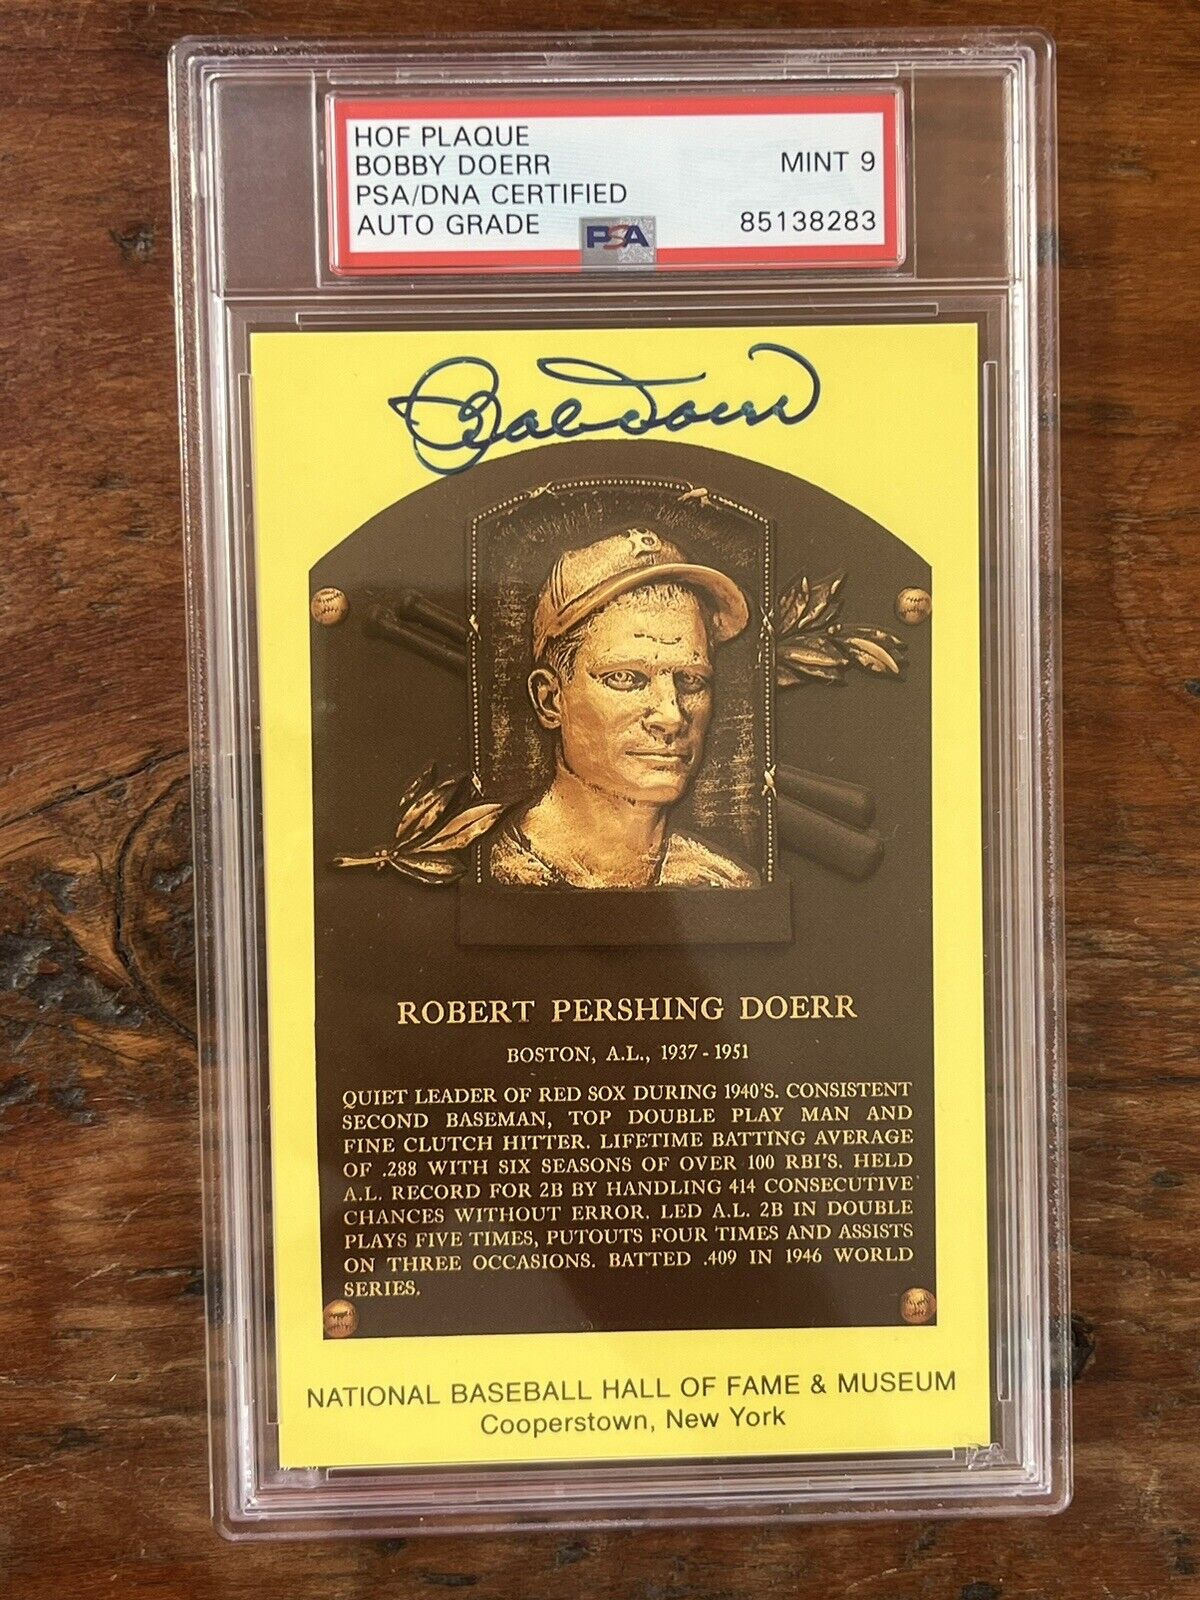 HOF PLAQUE
BOBBY DOERR MINT 9
PSA/DNA CERTIFIED
AUTO GRADE 85138283
PSA
Bob Doerr
B
ROBERT PERSHING DOERR
BOSTON, A.L., 1937 - 1951
QUIET LEADER OF RED SOX DURING 1940'S. CONSISTENT
SECOND BASEMAN, TOP DOUBLE PLAY MAN AND
FINE CLUTCH HITTER. LIFETIME BATTING AVERAGE
OF .288 WITH SIX SEASONS OF OVER 100 RBI'S. HELD
A.L. RECORD FOR 2B BY HANDLING 414 CONSECUTIVE
CHANCES WITHOUT ERROR. LED A.L. 2B IN DOUBLE
PLAYS FIVE TIMES, PUTOUTS FOUR TIMES AND ASSISTS
ON THREE OCCASIONS. BATTED .409 IN 1946 WORLD
SERIES.
NATIONAL BASEBALL HALL OF FAME & MUSEUM
Cooperstown, New York